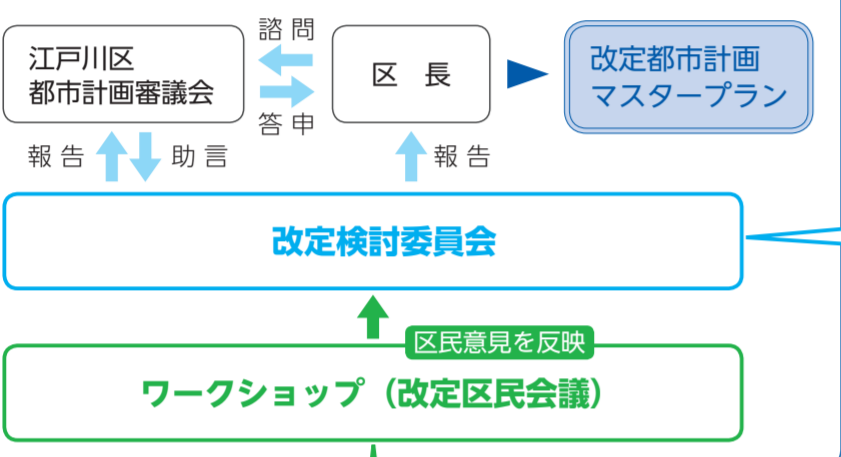 諮問
江戸川区
都市計画審議会
区長
改定都市計画
マスタープラン
答申
報告
助言
報告
改定検討委員会
区民意見を反映
ワークショップ（改定区民会議）